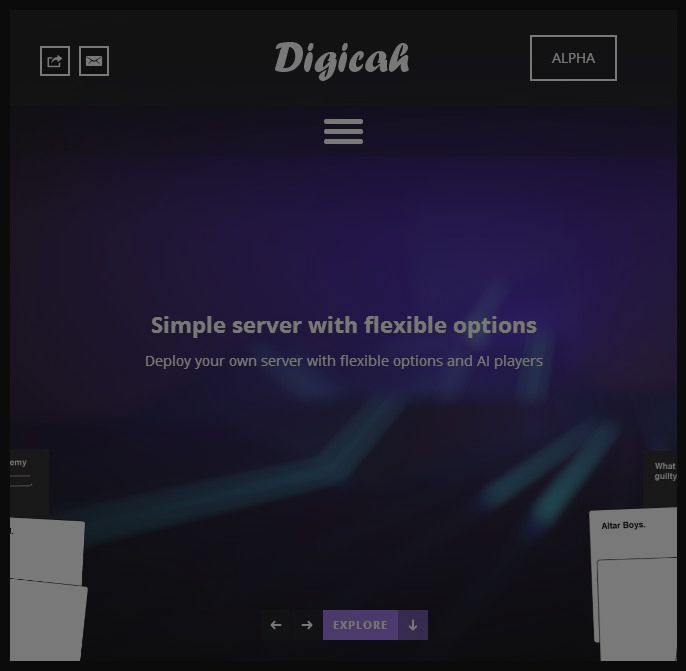 Digicah
ALPHA
Simple server with flexible options
Deploy your own server with flexible options and AI players
emy
What
guilty
Altar Boys.
EXPLORE